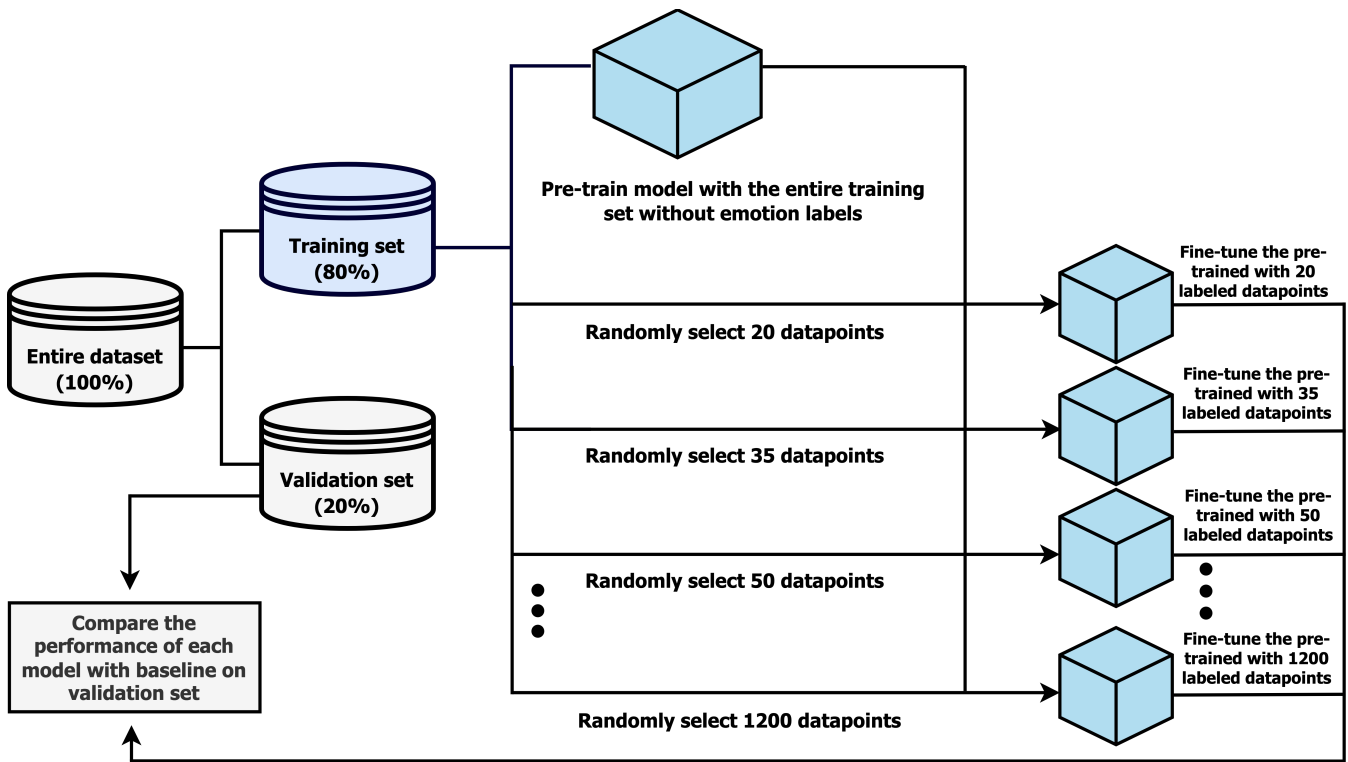 Pre-train model with the entire training
set without emotion labels
Training set
(80%)
Entire dataset
(100%)
Validation set
(20%)
Compare the
performance of each
model with baseline on
validation set
Randomly select 20 datapoints
Randomly select 35 datapoints
Randomly select 50 datapoints
Randomly select 1200 datapoints
Fine-tune the pre-
trained with 20
labeled datapoints
Fine-tune the pre-
trained with 35
labeled datapoints
Fine-tune the pre-
trained with 50
labeled datapoints
Fine-tune the pre-
trained with 1200
labeled datapoints